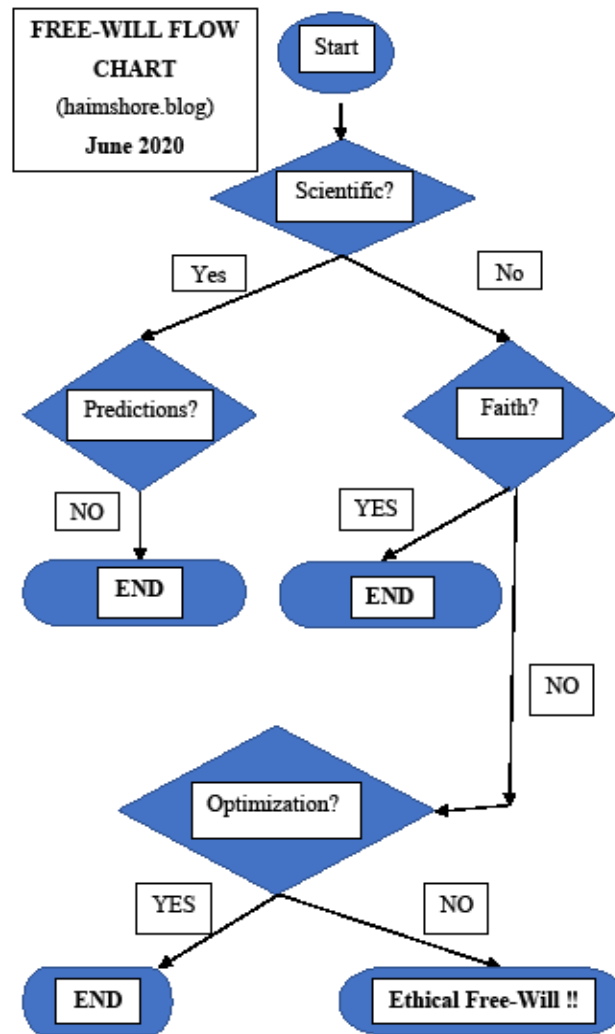 FREE-WILL FLOW
CHART
(haimshore.blog)
June 2020
Start
Scientific?
Yes
No
Predictions?
Faith?
NO
YES
END
END
NO
Optimization?
YES
NO
END
Ethical Free-Will !!